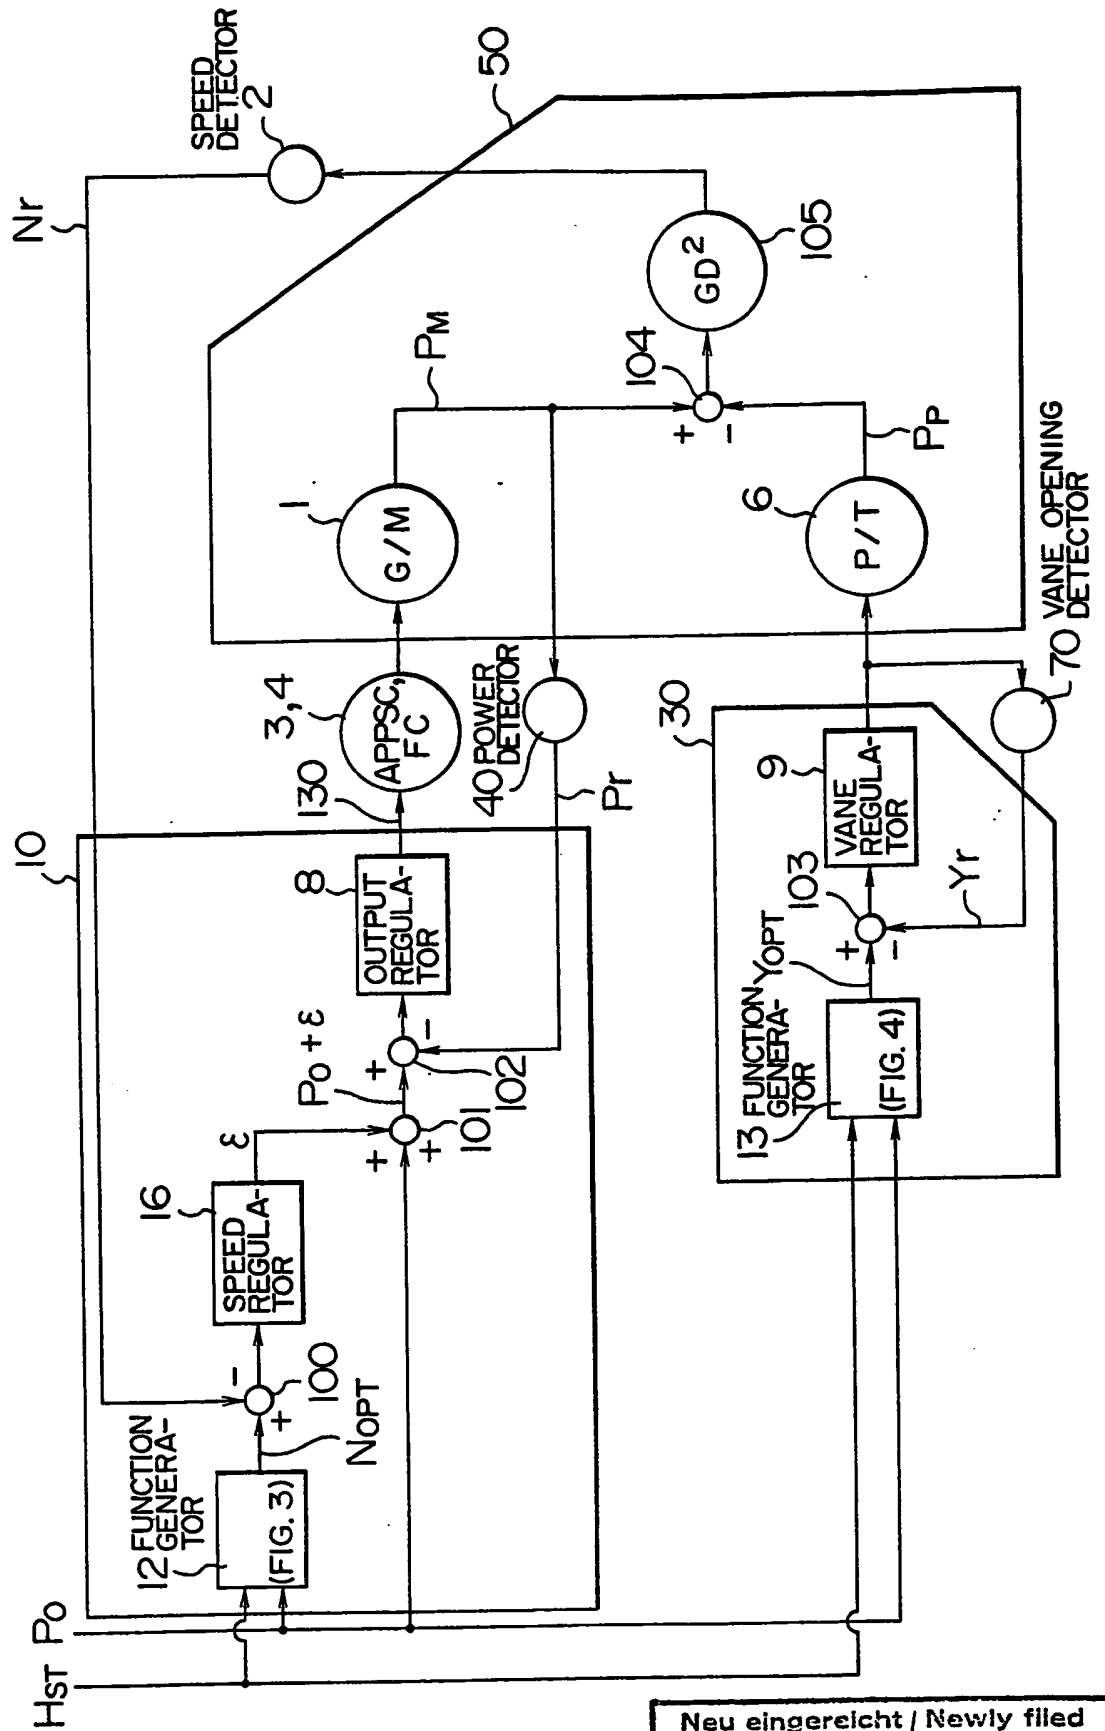 HST
P0
12 FUNCTION
GENERA-
TOR
(FIG. 3)
NOPT
+
-
100
16
SPEED
REGULA-
TOR
ε
+
+
101
P0 + ε
+
-
102
8
OUTPUT
REGULA-
TOR
10
130
3,4
APPSC,
FC
40 POWER
DETECTOR
Pr
1
G/M
PM
Nr
SPEED
DETECTOR
2
50
104
+
-
GD2
105
PP
6
P/T
13 FUNCTION
GENERA-
TOR
(FIG. 4)
YOPT
+
-
103
9
VANE
REGULA-
TOR
30
Yr
70 VANE OPENING
DETECTOR
Neu eingereicht / Newly filed